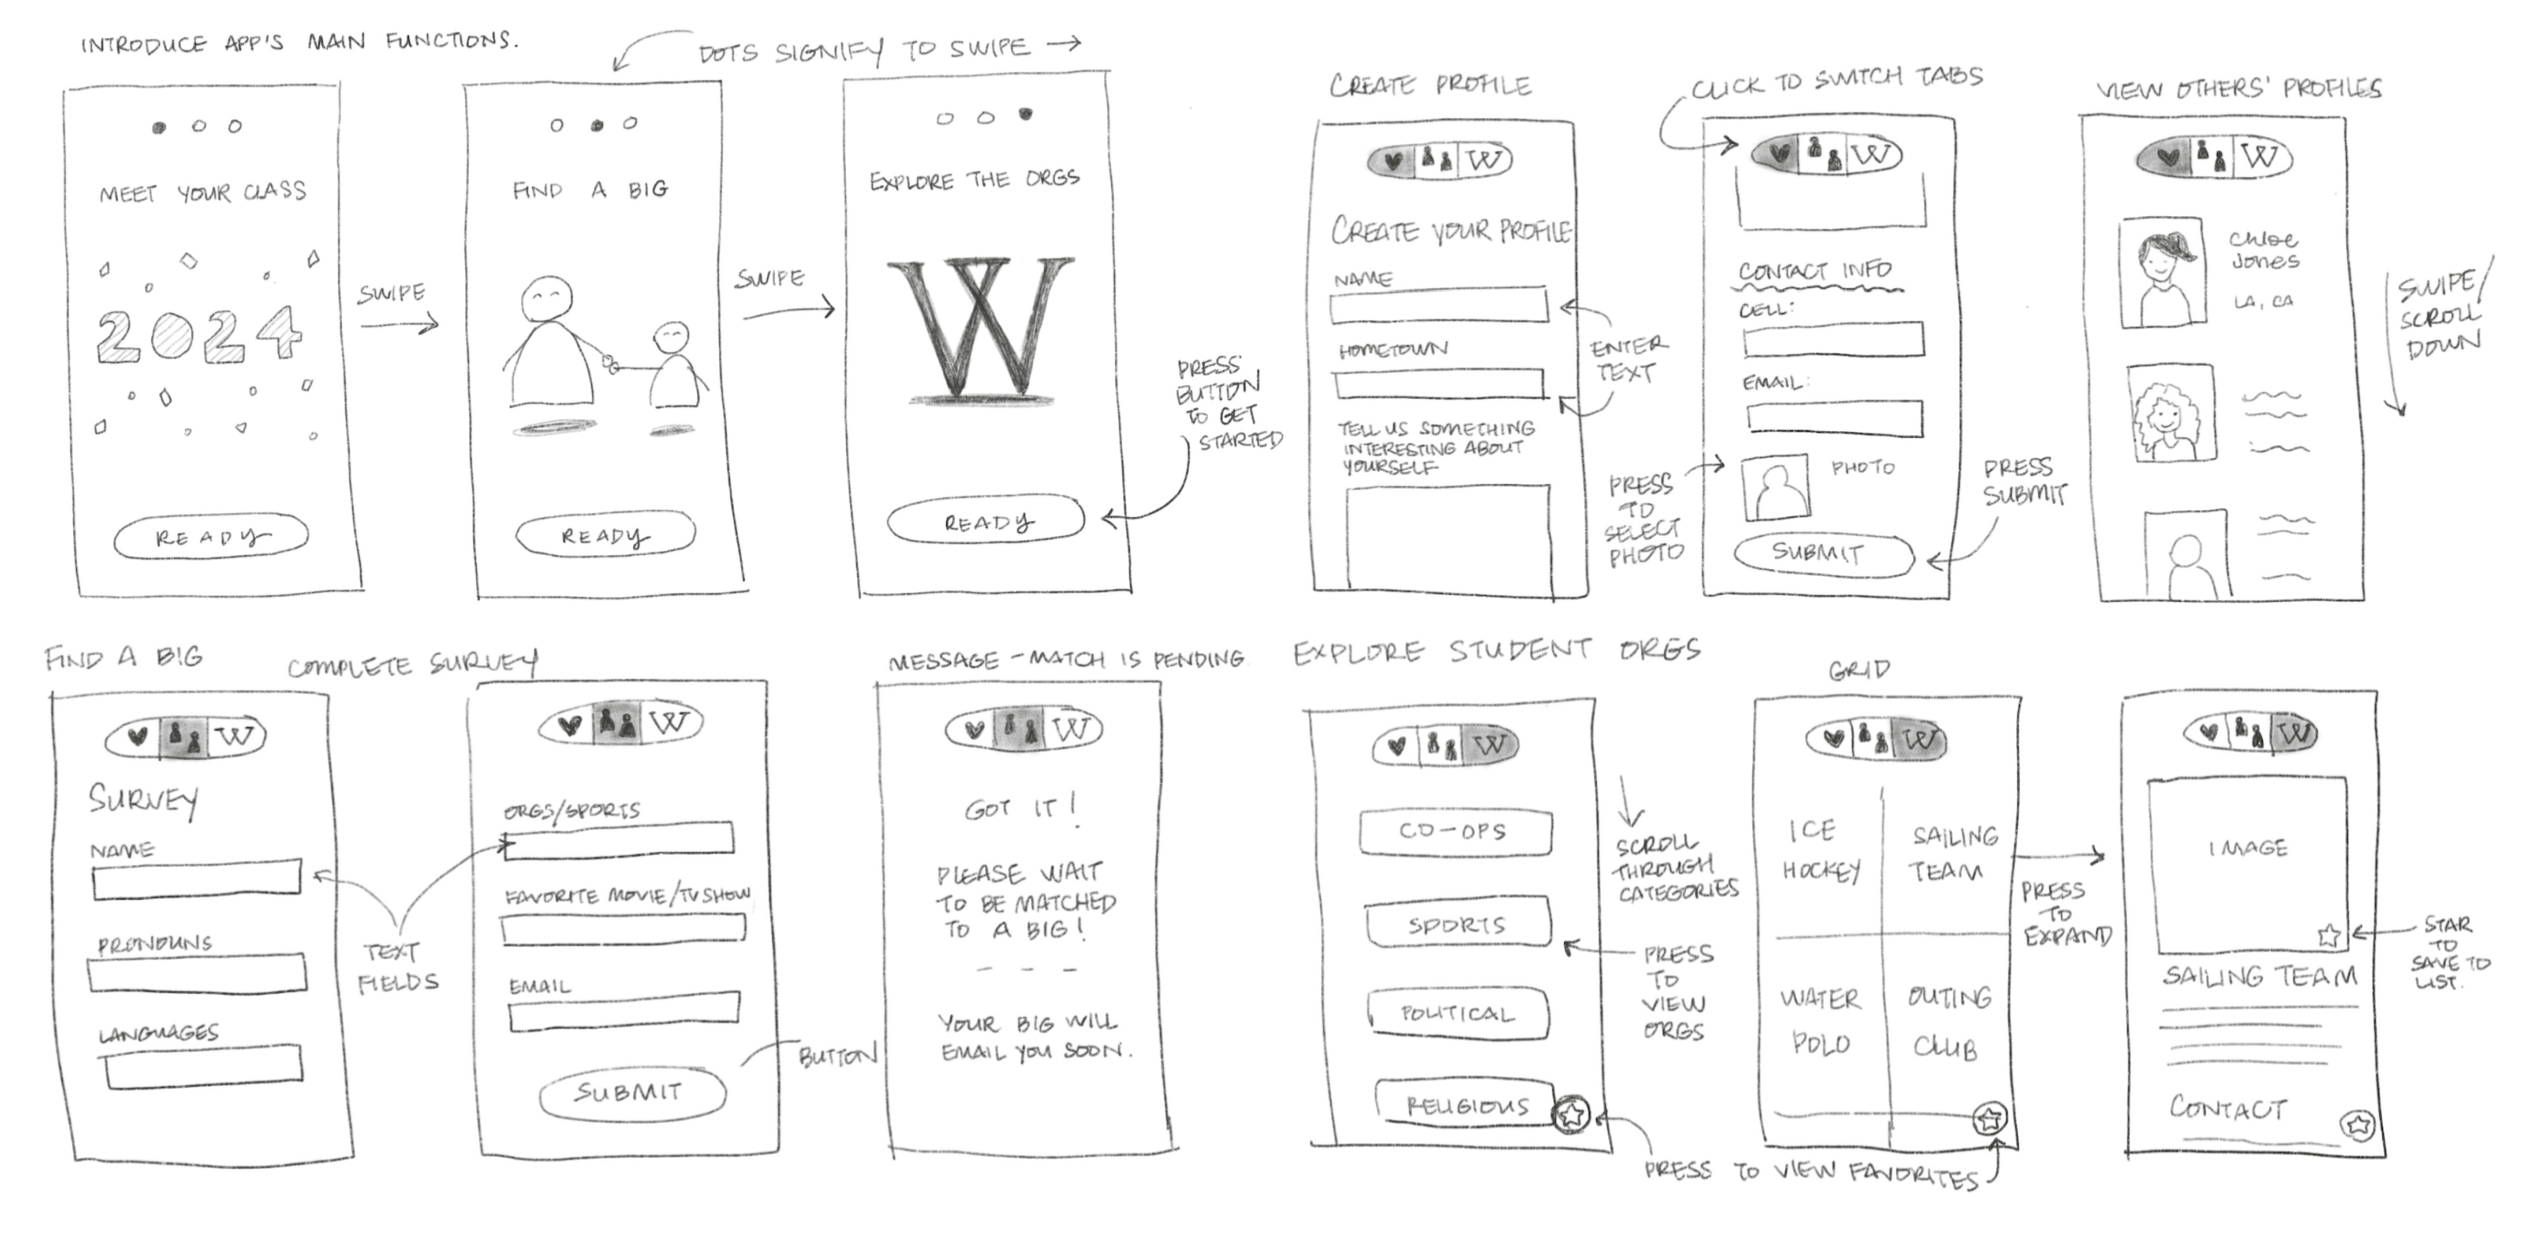 INTRODUCE APP'S MAIN FUNCTIONS.
DOTS SIGNIFY TO SWIPE →
MEET YOUR CLASS
2024
READY
SWIPE
FIND A BIG
READY
SWIPE
EXPLORE THE ORGS
W
READY
PRESS
BUTTON
TO GET
STARTED
CREATE PROFILE
W
CREATE YOUR PROFILE
NAME
HOMETOWN
TELL US SOMETHING
INTERESTING ABOUT
YOURSELF
ENTER
TEXT
CLICK TO SWITCH TABS
W
CONTACT INFO
CELL:
EMAIL:
PHOTO
SUBMIT
PRESS
TO
SELECT
PHOTO
PRESS
SUBMIT
VIEW OTHERS' PROFILES
W
Chloe
Jones
LA, CA
SWIPE/
SCROLL
DOWN
FIND A BIG
COMPLETE SURVEY
W
SURVEY
NAME
PRONOUNS
LANGUAGES
TEXT
FIELDS
W
ORGS/SPORTS
FAVORITE MOVIE/TV SHOW
EMAIL
SUBMIT
BUTTON
MESSAGE - MATCH IS PENDING
W
GOT IT!
PLEASE WAIT
TO BE MATCHED
TO A BIG!
- - -
YOUR BIG WILL
EMAIL YOU SOON.
EXPLORE STUDENT ORGS
W
CO-OPS
SPORTS
POLITICAL
RELIGIOUS
SCROLL
THROUGH
CATEGORIES
PRESS
TO
VIEW
ORGS
GRID
W
ICE
HOCKEY
SAILING
TEAM
WATER
POLO
OUTING
CLUB
PRESS TO VIEW FAVORITES
PRESS
TO
EXPAND
W
IMAGE
SAILING TEAM
CONTACT
STAR
TO
SAVE TO
LIST.